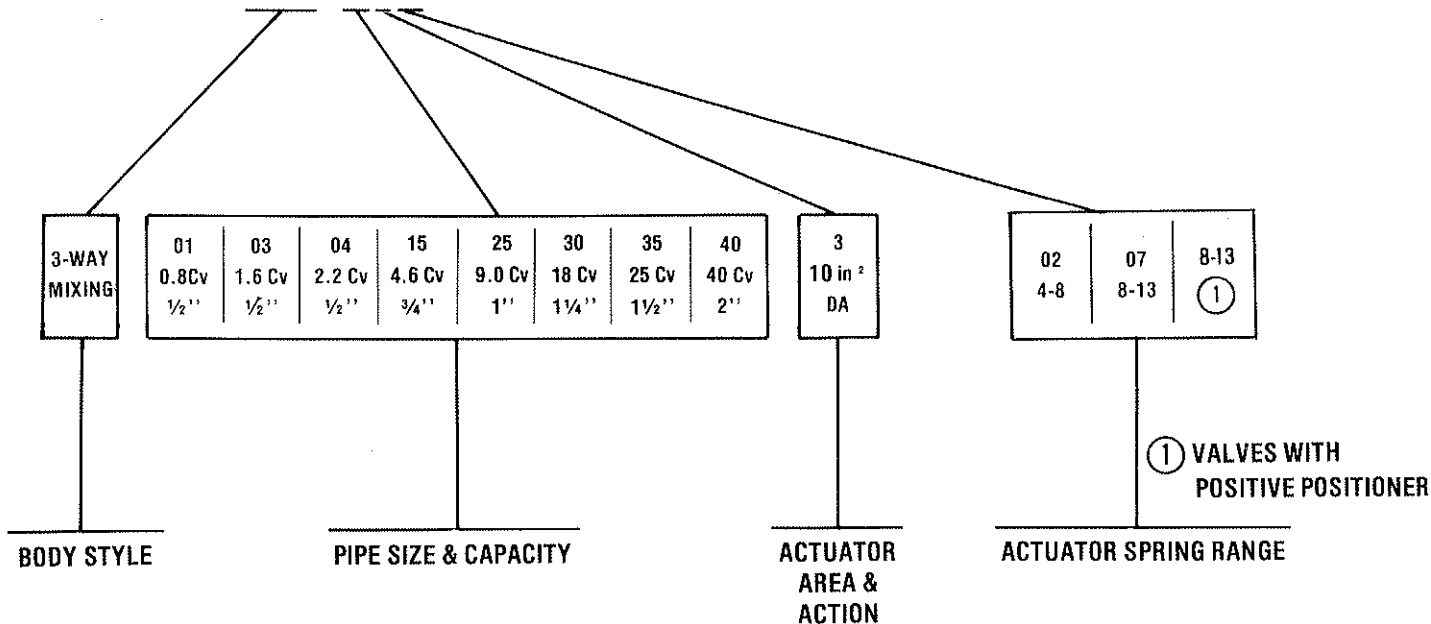 3-WAY
MIXING
01 03 04 15 25 30 35 40
0.8Cv 1.6 Cv 2.2 Cv 4.6 Cv 9.0 Cv 18 Cv 25 Cv 40 Cv
½'' ½'' ½'' ¾'' 1'' 1¼'' 1½'' 2''
3
10 in ²
DA
02 07 8-13
4-8 8-13 ①
① VALVES WITH
POSITIVE POSITIONER
BODY STYLE
PIPE SIZE & CAPACITY
ACTUATOR
AREA &
ACTION
ACTUATOR SPRING RANGE